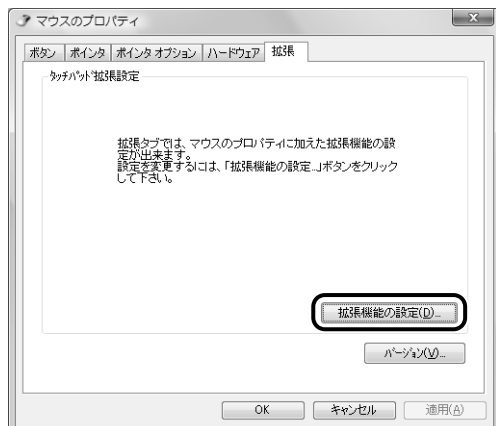 マウスのプロパティ
ボタン ポインタ ポインタ オプション ハードウェア 拡張
タッチパッド拡張設定
拡張タブでは、マウスのプロパティに加えた拡張機能の設
定が出来ます。
設定を変更するには、「拡張機能の設定...」ボタンをクリック
して下さい。
拡張機能の設定(D)...
バージョン(V)...
OK キャンセル 適用(A)